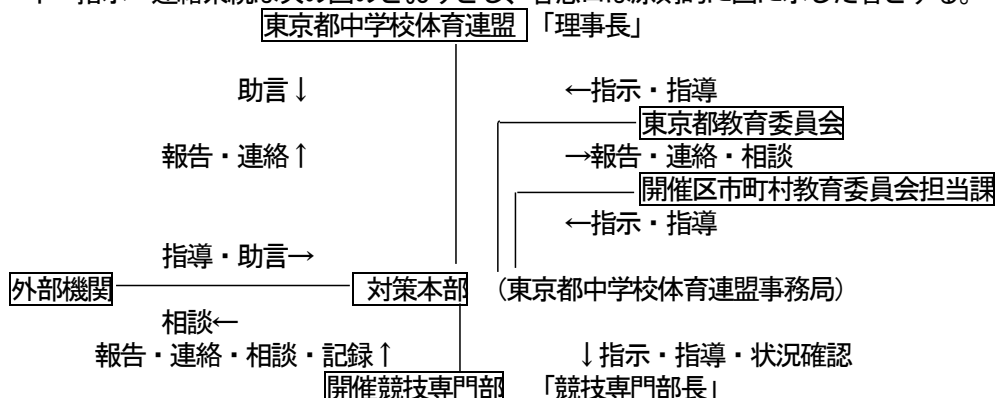 東京都中学校体育連盟 「理事長」
助言↓ ←指示・指導
東京都教育委員会
報告・連絡↑ →報告・連絡・相談
開催区市町村教育委員会担当課
←指示・指導
指導・助言→
外部機関 対策本部 （東京都中学校体育連盟事務局）
相談←
報告・連絡・相談・記録↑ ↓指示・指導・状況確認
開催競技専門部 「競技専門部長」